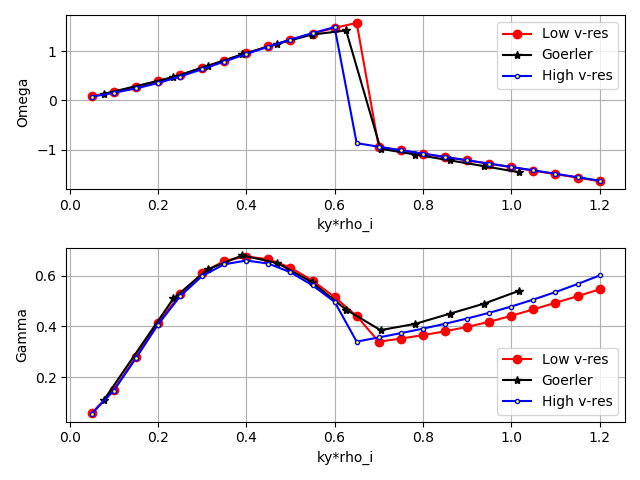 Omega
1
0
−1
0.0 0.2 0.4 0.6 0.8 1.0 1.2
ky*rho_i
Low v-res
Goerler
High v-res
Gamma
0.6
0.4
0.2
0.0 0.2 0.4 0.6 0.8 1.0 1.2
ky*rho_i
Low v-res
Goerler
High v-res